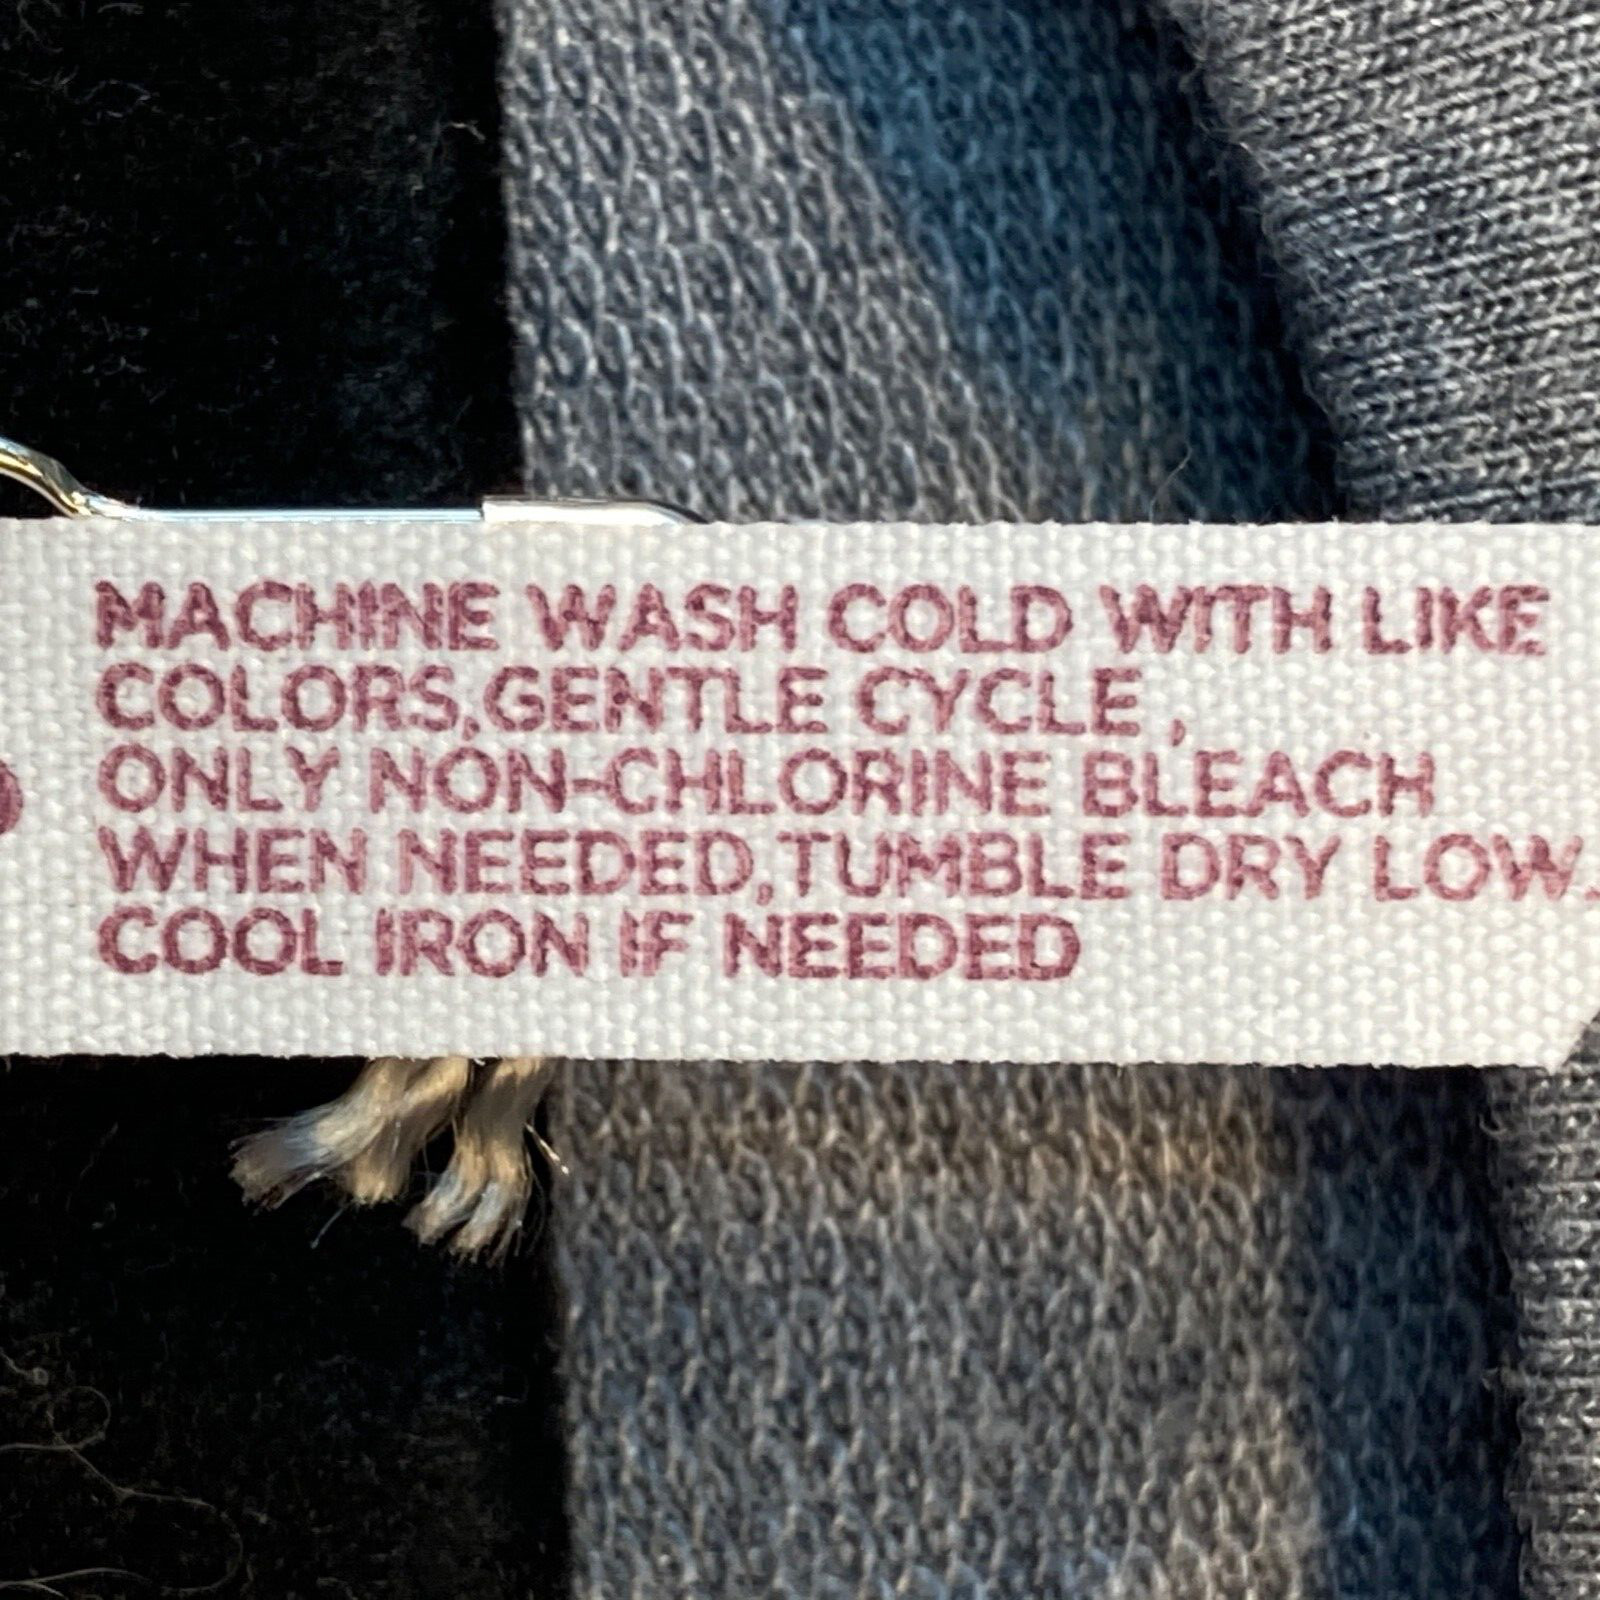 MACHINE WASH COLD WITH LIKE
COLORS,GENTLE CYCLE ,
ONLY NON-CHLORINE BLEACH
WHEN NEEDED,TUMBLE DRY LOW.
COOL IRON IF NEEDED